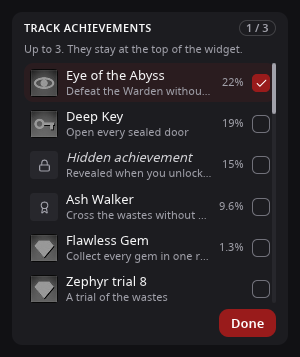 TRACK ACHIEVEMENTS
1 / 3
Up to 3. They stay at the top of the widget.
Eye of the Abyss
Defeat the Warden withou...
22%
Deep Key
Open every sealed door
19%
Hidden achievement
Revealed when you unlock...
15%
Ash Walker
Cross the wastes without ...
9.6%
Flawless Gem
Collect every gem in one r...
1.3%
Zephyr trial 8
A trial of the wastes
Done